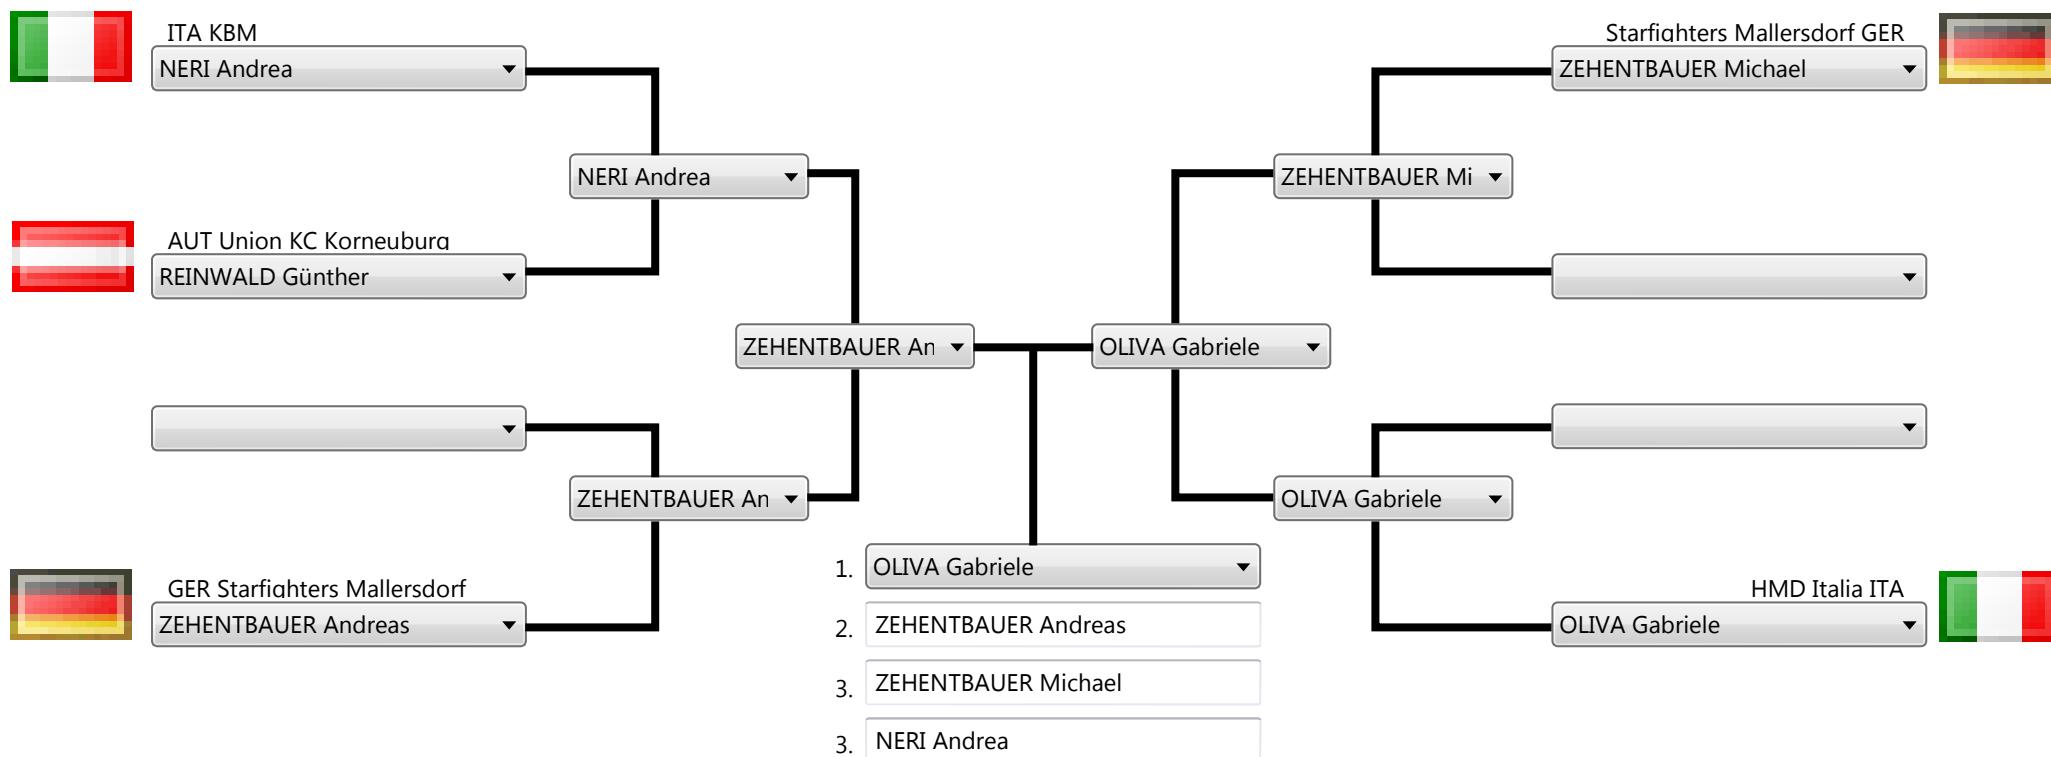 ITA KBM
NERI Andrea
Starfighters Mallersdorf GER
ZEHENTBAUER Michael
NERI Andrea
ZEHENTBAUER Mi
AUT Union KC Korneuburg
REINWALD Günther
ZEHENTBAUER An
OLIVA Gabriele
ZEHENTBAUER An
OLIVA Gabriele
1. OLIVA Gabriele
GER Starfighters Mallersdorf
ZEHENTBAUER Andreas
HMD Italia ITA
OLIVA Gabriele
2. ZEHENTBAUER Andreas
3. ZEHENTBAUER Michael
3. NERI Andrea